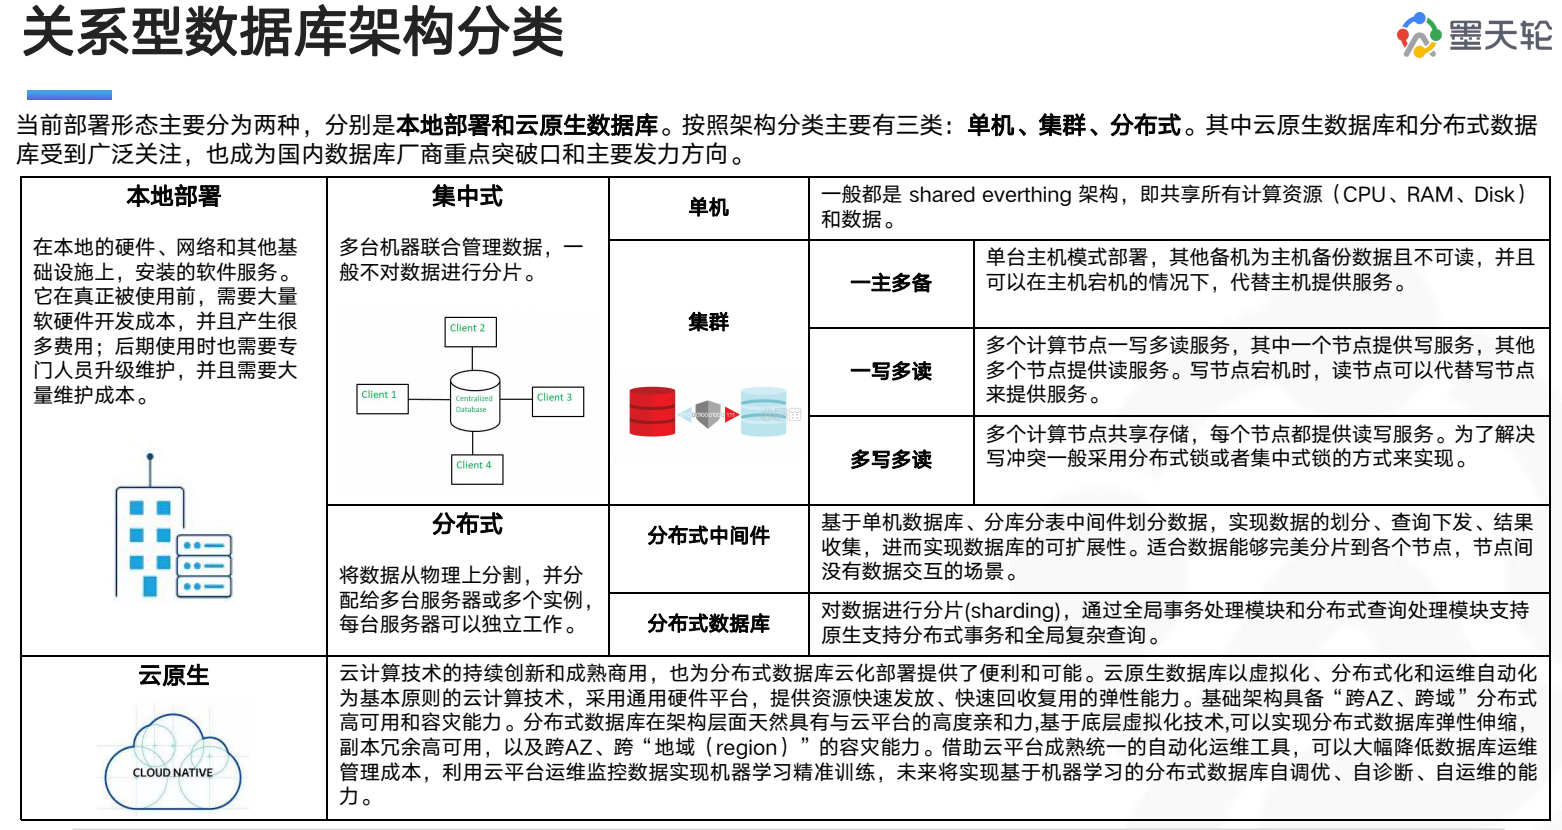 关系型数据库架构分类
墨天轮
当前部署形态主要分为两种，分别是本地部署和云原生数据库。按照架构分类主要有三类：单机、集群、分布式。其中云原生数据库和分布式数据
库受到广泛关注，也成为国内数据库厂商重点突破口和主要发力方向。
本地部署
在本地的硬件、网络和其他基
础设施上，安装的软件服务。
它在真正被使用前，需要大量
软硬件开发成本，并且产生很
多费用；后期使用时也需要专
门人员升级维护，并且需要大
量维护成本。
集中式
多台机器联合管理数据，一
般不对数据进行分片。
Client 2
Client 1
Centralized
Database
Client 3
Client 4
单机
一般都是 shared everthing 架构，即共享所有计算资源（CPU、RAM、Disk）
和数据。
集群
一主多备
单台主机模式部署，其他备机为主机备份数据且不可读，并且
可以在主机宕机的情况下，代替主机提供服务。
一写多读
多个计算节点一写多读服务，其中一个节点提供写服务，其他
多个节点提供读服务。写节点宕机时，读节点可以代替写节点
来提供服务。
多写多读
多个计算节点共享存储，每个节点都提供读写服务。为了解决
写冲突一般采用分布式锁或者集中式锁的方式来实现。
分布式
将数据从物理上分割，并分
配给多台服务器或多个实例，
每台服务器可以独立工作。
分布式中间件
基于单机数据库、分库分表中间件划分数据，实现数据的划分、查询下发、结果
收集，进而实现数据库的可扩展性。适合数据能够完美分片到各个节点，节点间
没有数据交互的场景。
分布式数据库
对数据进行分片(sharding)，通过全局事务处理模块和分布式查询处理模块支持
原生支持分布式事务和全局复杂查询。
云原生
CLOUD NATIVE
云计算技术的持续创新和成熟商用，也为分布式数据库云化部署提供了便利和可能。云原生数据库以虚拟化、分布式化和运维自动化
为基本原则的云计算技术，采用通用硬件平台，提供资源快速发放、快速回收复用的弹性能力。基础架构具备“跨AZ、跨域”分布式
高可用和容灾能力。分布式数据库在架构层面天然具有与云平台的高度亲和力,基于底层虚拟化技术,可以实现分布式数据库弹性伸缩，
副本冗余高可用，以及跨AZ、跨“地域（region）”的容灾能力。借助云平台成熟统一的自动化运维工具，可以大幅降低数据库运维
管理成本，利用云平台运维监控数据实现机器学习精准训练，未来将实现基于机器学习的分布式数据库自调优、自诊断、自运维的能
力。